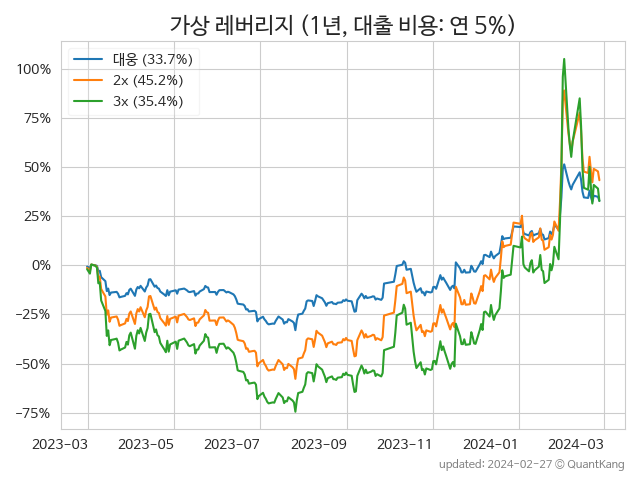 가상 레버리지 (1년, 대출 비용: 연 5%)
대웅 (33.7%)
2x (45.2%)
3x (35.4%)
100%
75%
50%
25%
0%
−25%
−50%
−75%
2023-03 2023-05 2023-07 2023-09 2023-11 2024-01 2024-03
updated: 2024-02-27 © QuantKang